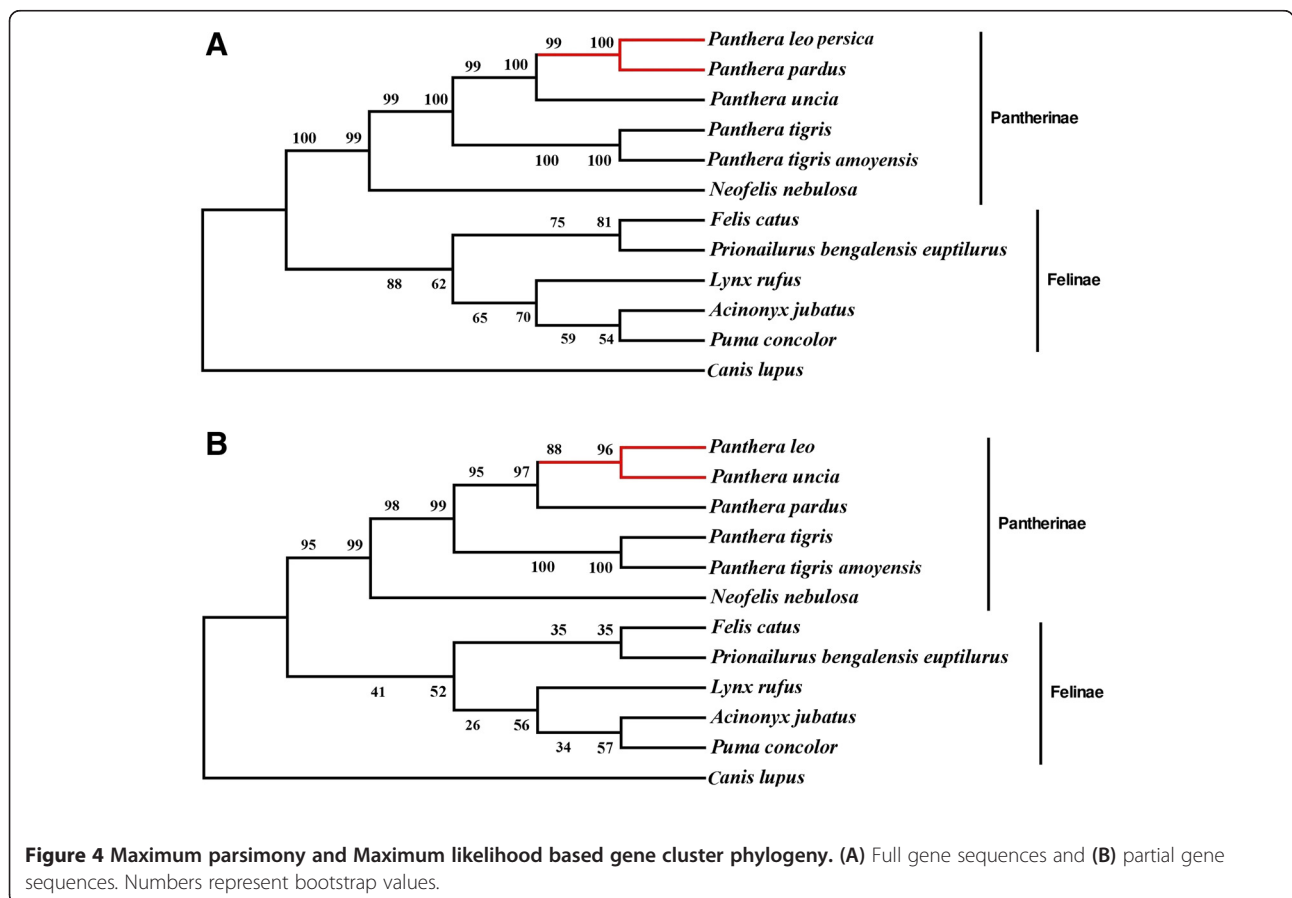 A
99 100 Panthera leo persica
99 100 Panthera pardus
Panthera uncia
99 100 Panthera tigris
100 100 Panthera tigris amoyensis
100 99 Neofelis nebulosa
Pantherinae
75 81 Felis catus
Prionailurus bengalensis euptilurus
88 62 Lynx rufus
65 70 Acinonyx jubatus
59 54 Puma concolor
Felinae
Canis lupus
B
88 96 Panthera leo
Panthera uncia
95 97 Panthera pardus
98 99 Panthera tigris
100 100 Panthera tigris amoyensis
95 99 Neofelis nebulosa
Pantherinae
35 35 Felis catus
Prionailurus bengalensis euptilurus
41 52 Lynx rufus
26 56 Acinonyx jubatus
34 57 Puma concolor
Felinae
Canis lupus
Figure 4 Maximum parsimony and Maximum likelihood based gene cluster phylogeny. (A) Full gene sequences and (B) partial gene
sequences. Numbers represent bootstrap values.